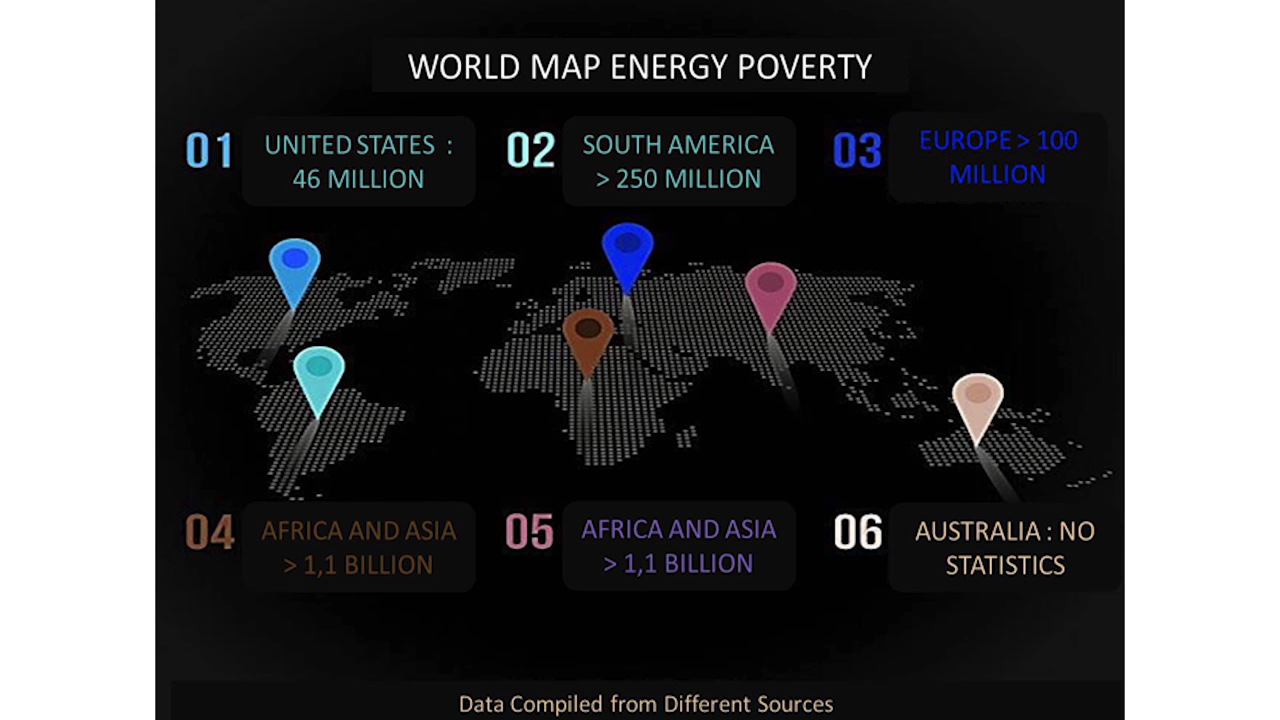 WORLD MAP ENERGY POVERTY
01
UNITED STATES :
46 MILLION
02
SOUTH AMERICA
> 250 MILLION
03
EUROPE > 100
MILLION
04
AFRICA AND ASIA
> 1,1 BILLION
05
AFRICA AND ASIA
> 1,1 BILLION
06
AUSTRALIA : NO
STATISTICS
Data Compiled from Different Sources